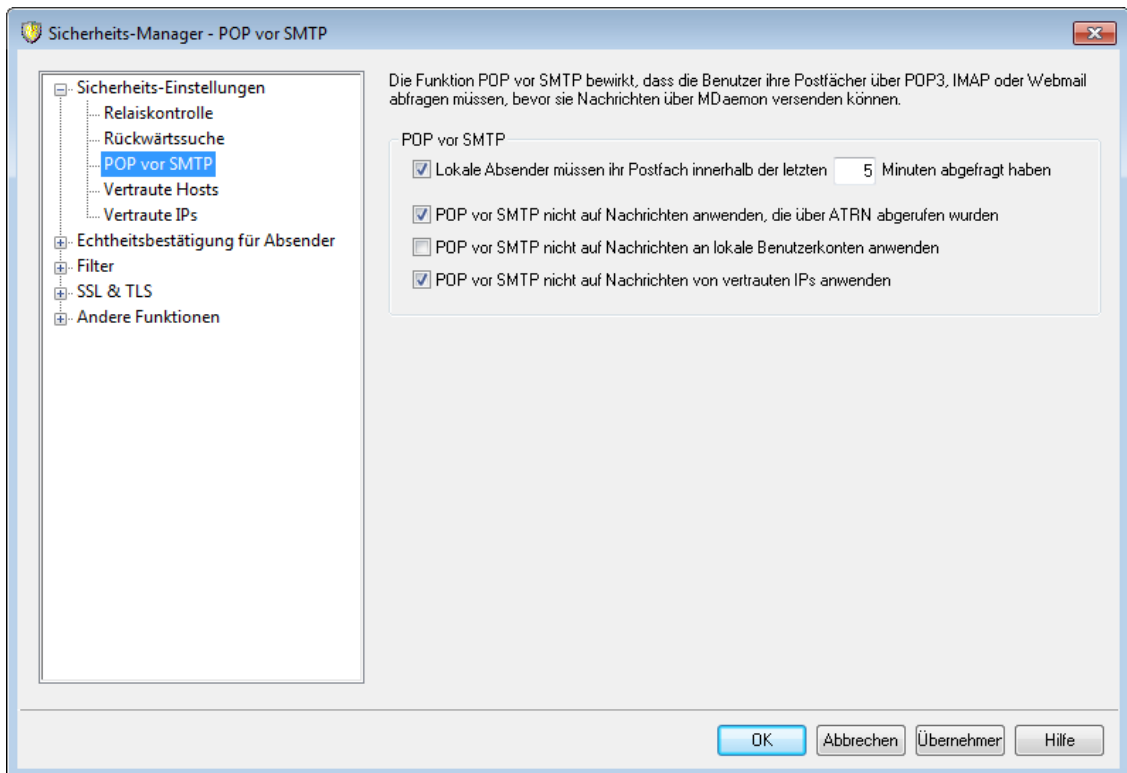 Sicherheits-Manager - POP vor SMTP
Sicherheits-Einstellungen
Relaiskontrolle
Rückwärtssuche
POP vor SMTP
Vertraute Hosts
Vertraute IPs
Echtheitsbestätigung für Absender
Filter
SSL & TLS
Andere Funktionen
Die Funktion POP vor SMTP bewirkt, dass die Benutzer ihre Postfächer über POP3, IMAP oder Webmail
abfragen müssen, bevor sie Nachrichten über MDaemon versenden können.
POP vor SMTP
Lokale Absender müssen ihr Postfach innerhalb der letzten 5 Minuten abgefragt haben
POP vor SMTP nicht auf Nachrichten anwenden, die über ATRN abgerufen wurden
POP vor SMTP nicht auf Nachrichten an lokale Benutzerkonten anwenden
POP vor SMTP nicht auf Nachrichten von vertrauten IPs anwenden
OK Abbrechen Übernehmer Hilfe